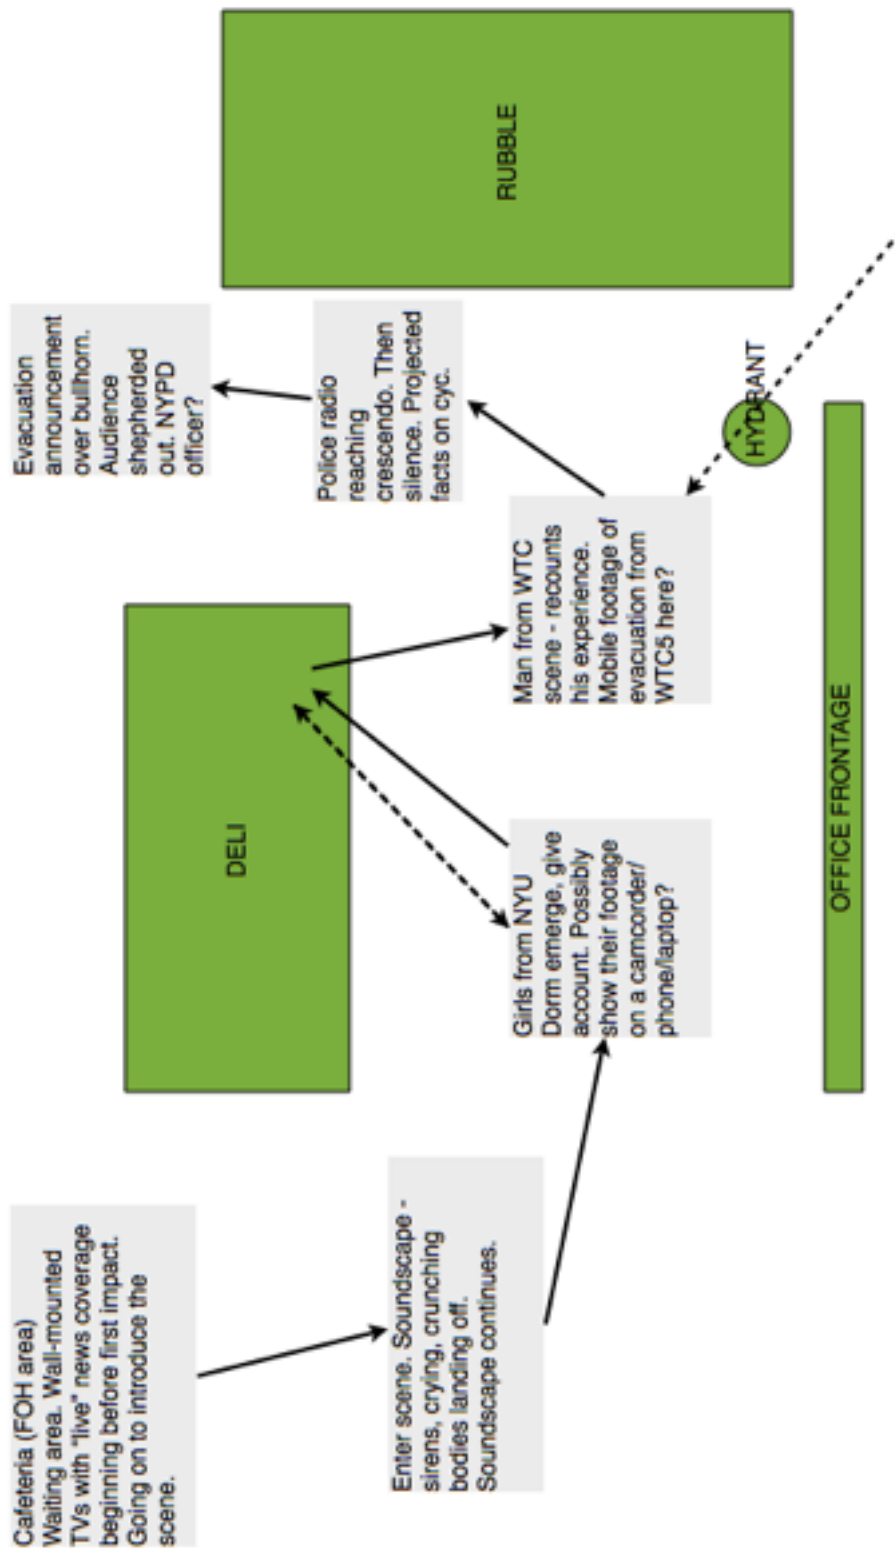 Cafeteria (FOH area)
Waiting area. Wall-mounted
TVs with "live" news coverage
beginning before first impact.
Going on to introduce the
scene.
Enter scene. Soundscape -
sirens, crying, crunching
bodies landing off.
Soundscape continues.
DELI
Girls from NYU
Dorm emerge, give
account. Possibly
show their footage
on a camcorder/
phone/laptop?
OFFICE FRONTAGE
Man from WTC
scene - recounts
his experience.
Mobile footage of
evacuation from
WTC5 here?
HYDRANT
Police radio
reaching
crescendo. Then
silence. Projected
facts on cyc.
Evacuation
announcement
over bullhorn.
Audience
shepherded
out. NYPD
officer?
RUBBLE